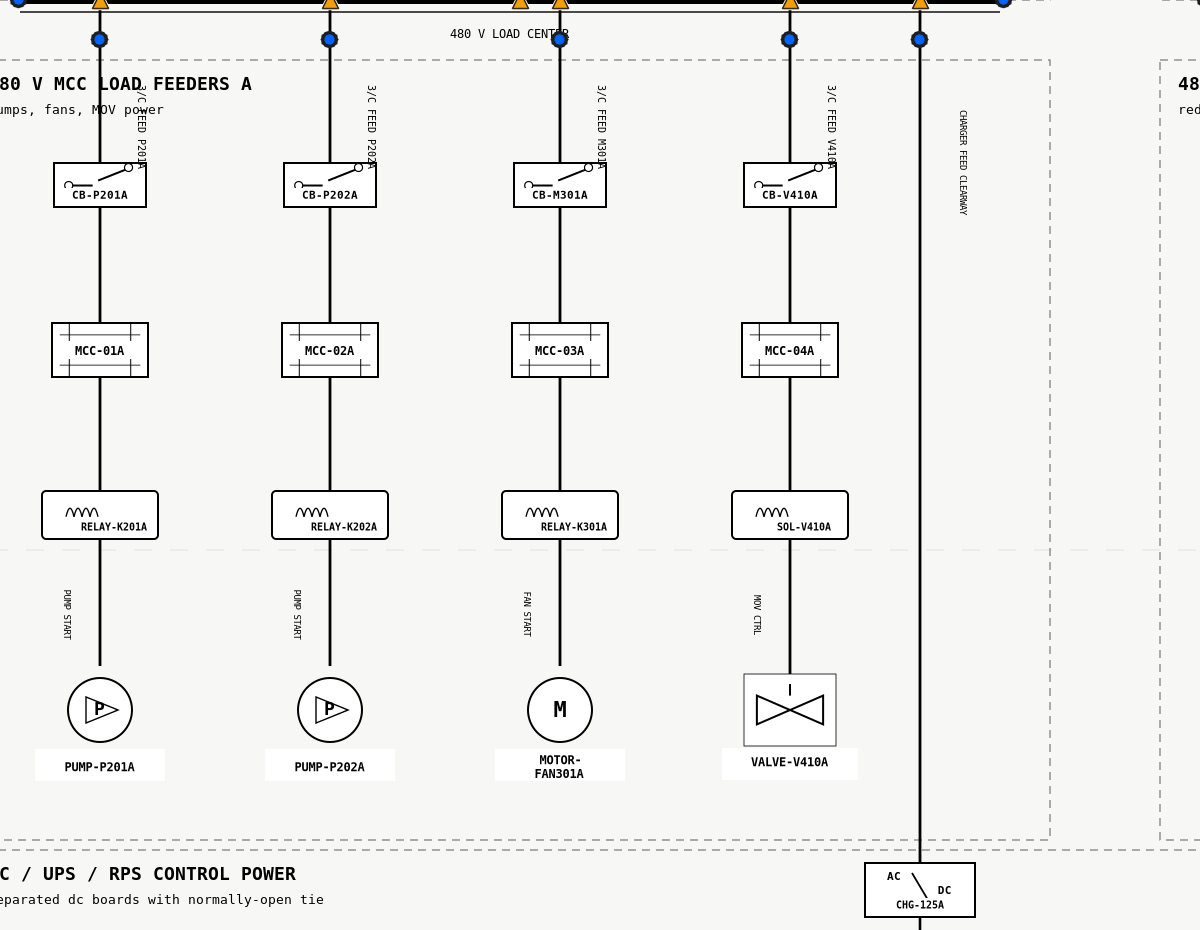 480 V LOAD CENTER
80 V MCC LOAD FEEDERS A
48
umps, fans, MOV power
red
3/C FEED P201A
3/C FEED P202A
3/C FEED M301A
3/C FEED V410A
CHARGER FEED CLEARWAY
CB-P201A
CB-P202A
CB-M301A
CB-V410A
MCC-01A
MCC-02A
MCC-03A
MCC-04A
RELAY-K201A
RELAY-K202A
RELAY-K301A
SOL-V410A
PUMP START
PUMP START
FAN START
MOV CTRL
P
P
M
PUMP-P201A
PUMP-P202A
MOTOR-
FAN301A
VALVE-V410A
C / UPS / RPS CONTROL POWER
eparated dc boards with normally-open tie
AC
DC
CHG-125A